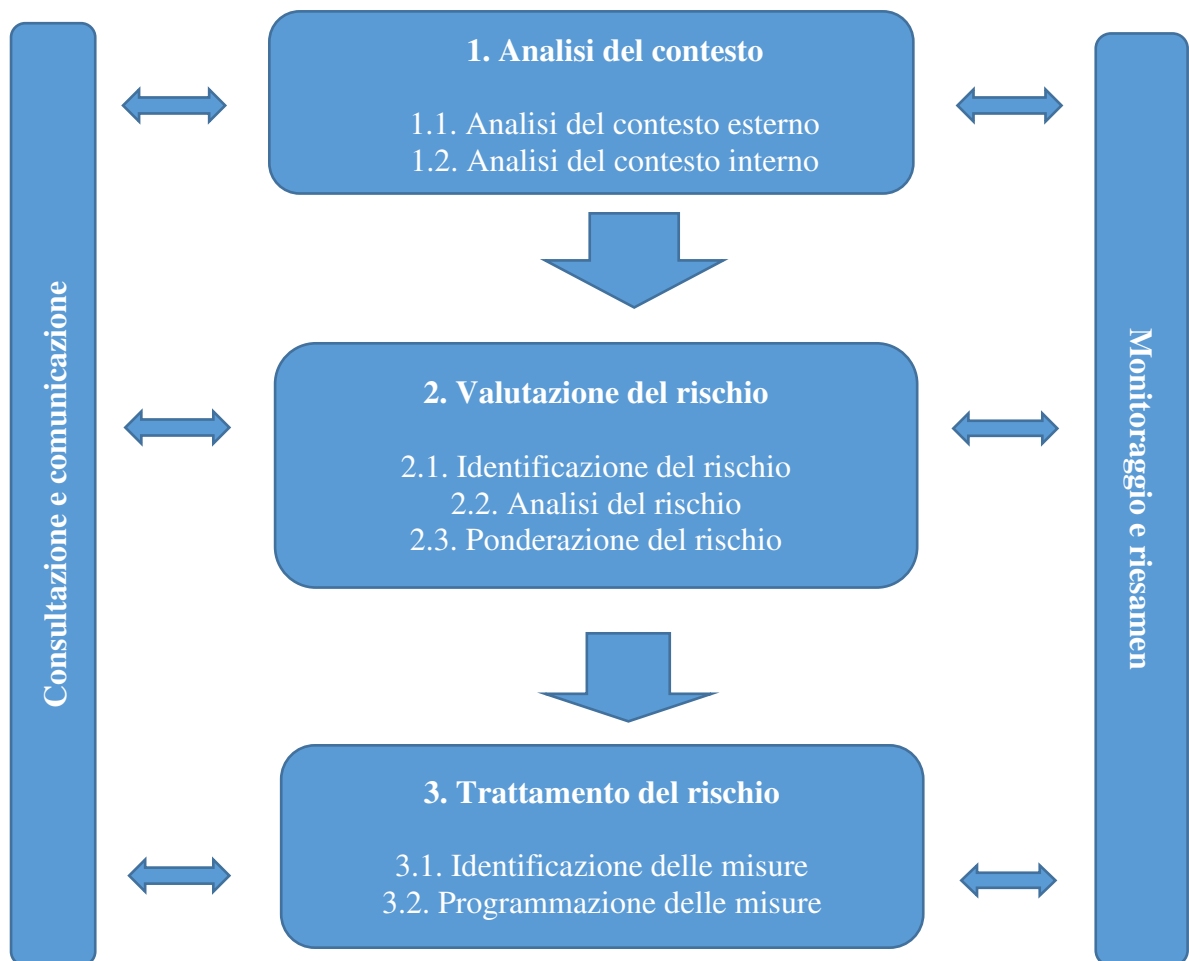 Consultazione e comunicazione
1. Analisi del contesto
1.1. Analisi del contesto esterno
1.2. Analisi del contesto interno
2. Valutazione del rischio
2.1. Identificazione del rischio
2.2. Analisi del rischio
2.3. Ponderazione del rischio
3. Trattamento del rischio
3.1. Identificazione delle misure
3.2. Programmazione delle misure
Monitoraggio e riesamen